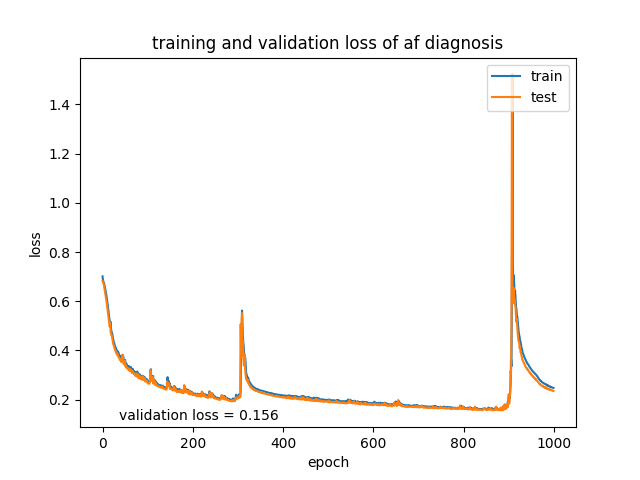 training and validation loss of af diagnosis
train
test
1.4
1.2
1.0
0.8
0.6
0.4
0.2
loss
validation loss = 0.156
0
200
400
600
800
1000
epoch